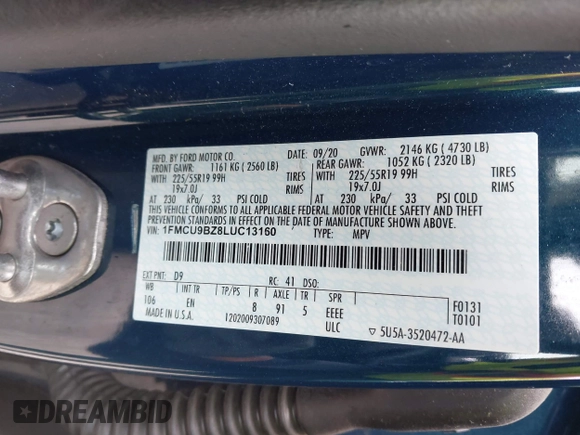 MFD. BY FORD MOTOR CO.
DATE: 09/20 GVWR: 2146 KG ( 4730 LB)
FRONT GAWR: 1161 KG ( 2560 LB)
REAR GAWR: 1052 KG ( 2320 LB)
225/55R19 99H TIRES 225/55R19 99H
19x7.0J RIMS 19x7.0J
AT 230 kPa/ 33 PSI COLD AT 230 kPa/ 33 PSI COLD
THIS VEHICLE CONFORMS TO ALL APPLICABLE FEDERAL MOTOR VEHICLE SAFETY AND THEFT PREVENTION STANDARDS IN EFFECT ON THE DATE OF MANUFACTURE SHOWN ABOVE.
VIN: 1FMCU9BZ8LUC13160 TYPE: MPV
EXT PNT: D9 RC: 41 DSO:
WB INT TR TP/PS R AXLE TR SPR
106 EN 8 91 5 EEEE
ULC
F0131
T0101
MADE IN U.S.A. 1202009307089
5U5A-3520472-AA
DREAMBID